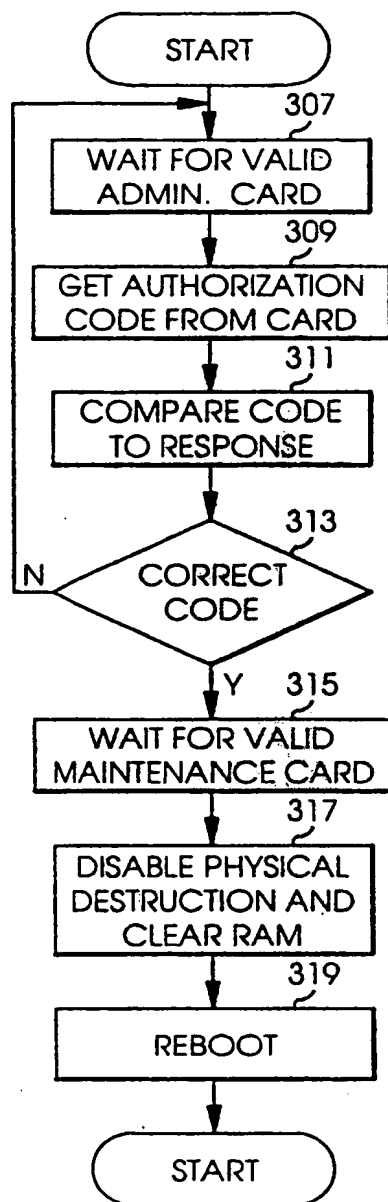 START
307
WAIT FOR VALID
ADMIN. CARD
309
GET AUTHORIZATION
CODE FROM CARD
311
COMPARE CODE
TO RESPONSE
313
CORRECT
CODE
N
Y
315
WAIT FOR VALID
MAINTENANCE CARD
317
DISABLE PHYSICAL
DESTRUCTION AND
CLEAR RAM
319
REBOOT
START